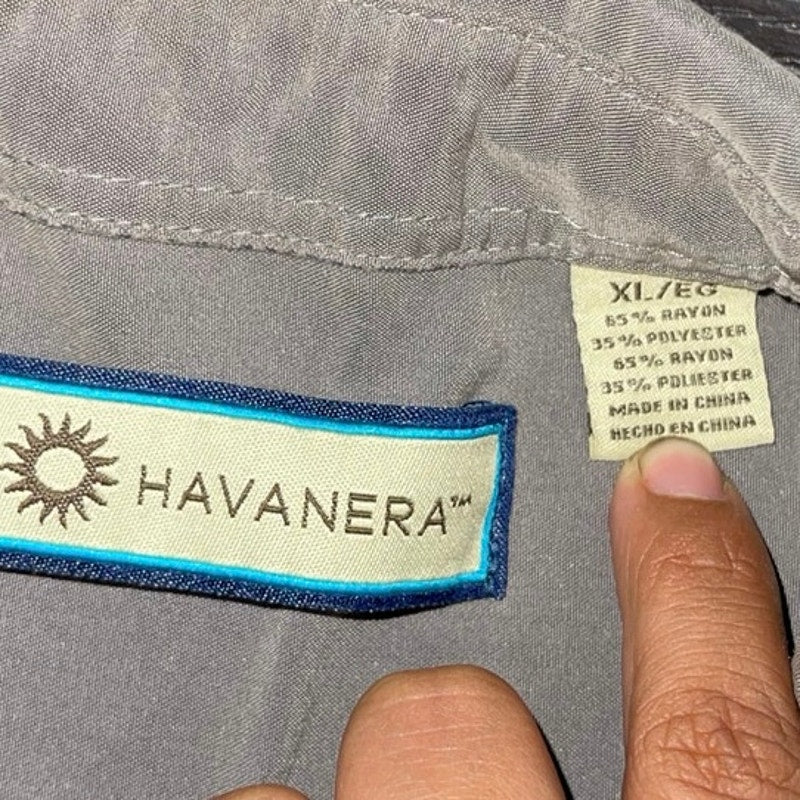 HAVANERA™
XL/EG
65% RAYON
35% POLYESTER
65% RAYON
35% POLIESTER
MADE IN CHINA
HECHO EN CHINA